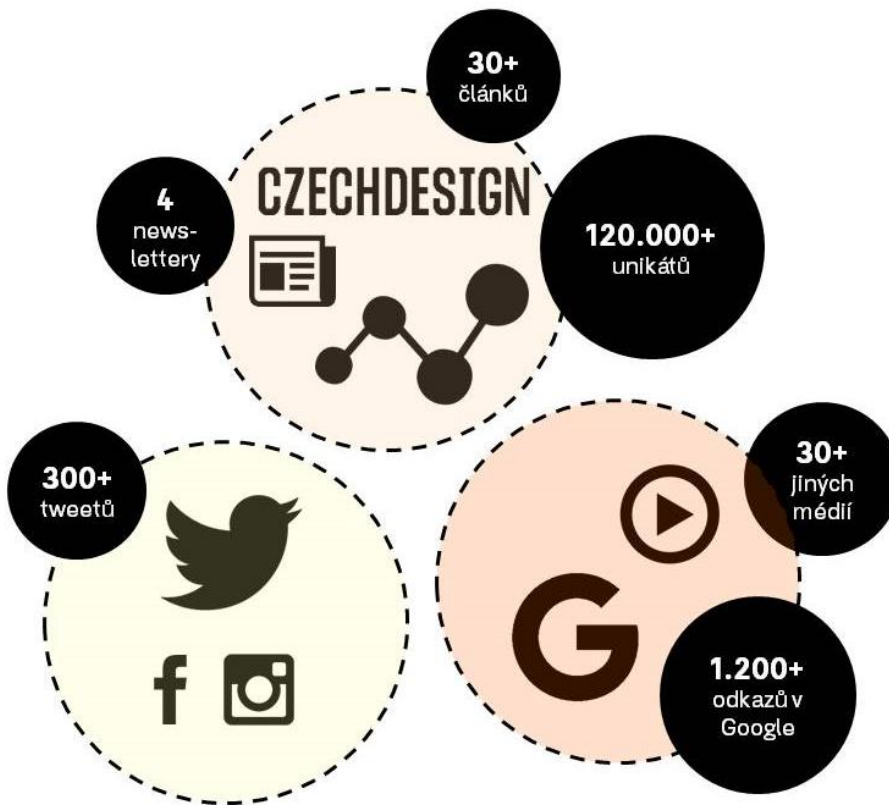 30+
článků
CZECHDESIGN
4
news-
lettery
120.000+
unikátů
300+
tweetů
30+
jiných
médií
1.200+
odkazů v
Google